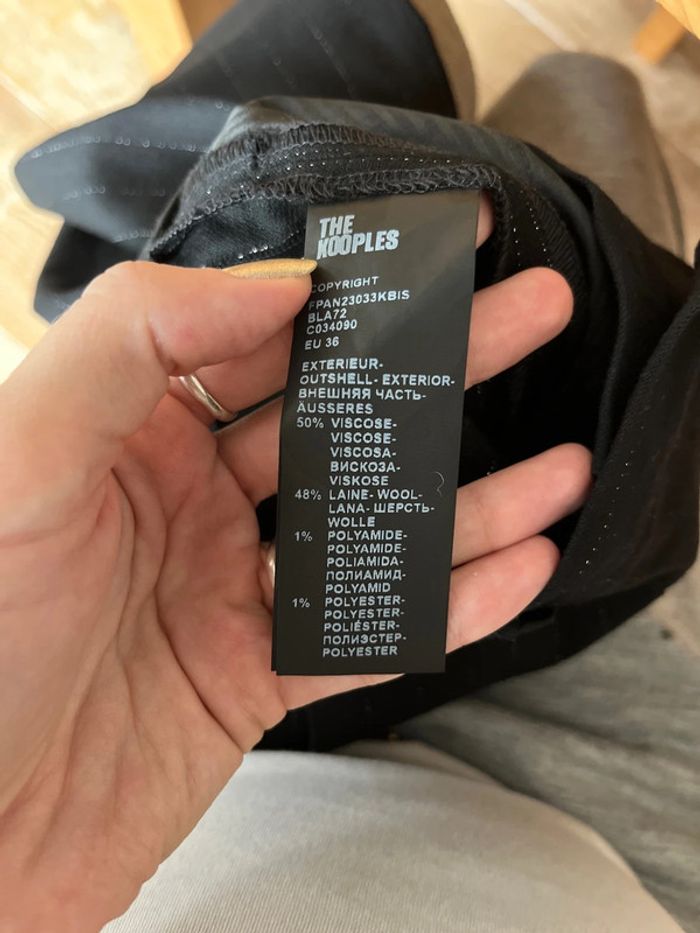 THE
KOOPLES
COPYRIGHT
FPAN23033KBIS
BLA72
C034090
EU 36
EXTERIEUR-
OUTSHELL- EXTERIOR-
ВНЕШНЯЯ ЧАСТЬ-
ÄUSSERES
50% VISCOSE-
VISCOSE-
VISCOSA-
ВИСКОЗА-
VISKOSE
48% LAINE- WOOL-
LANA- ШЕРСТЬ-
WOLLE
1% POLYAMIDE-
POLYAMIDE-
POLIAMIDA-
ПОЛИАМИД-
POLYAMID
1% POLYESTER-
POLYESTER-
POLIÉSTER-
ПОЛИЭСТЕР-
POLYESTER